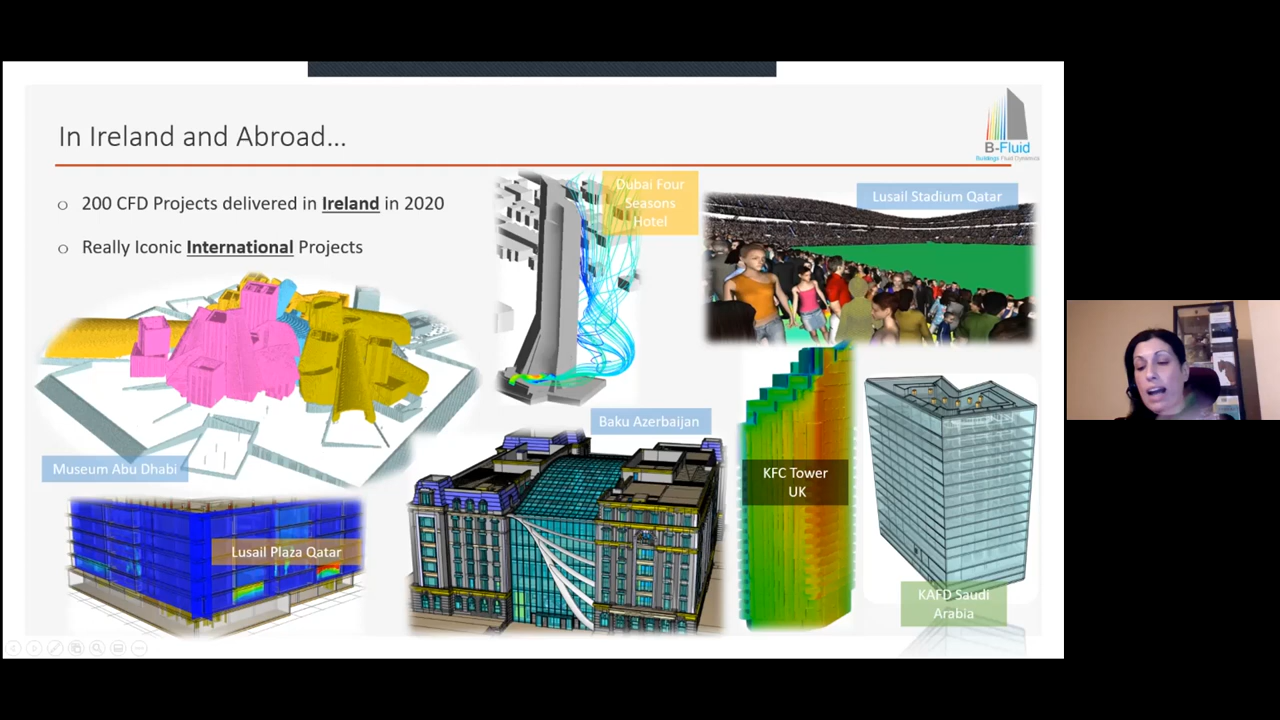 In Ireland and Abroad...
B-Fluid
Buildings Fluid Dynamics
○ 200 CFD Projects delivered in Ireland in 2020
○ Really Iconic International Projects
Dubai Four
Seasons
Hotel
Lusail Stadium Qatar
Museum Abu Dhabi
Baku Azerbaijan
KFC Tower
UK
Lusail Plaza Qatar
KAFD Saudi
Arabia